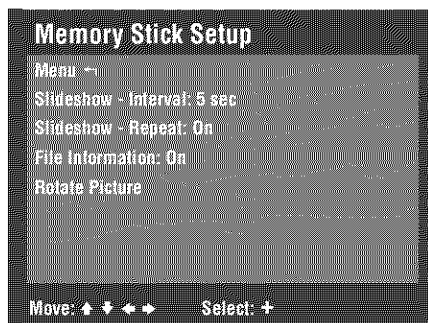 Memory Stick Setup
Menu ↰
Slideshow - Interval: 5 sec
Slideshow - Repeat: On
File Information: On
Rotate Picture
Move: ↑ ↓ ← → Select: +